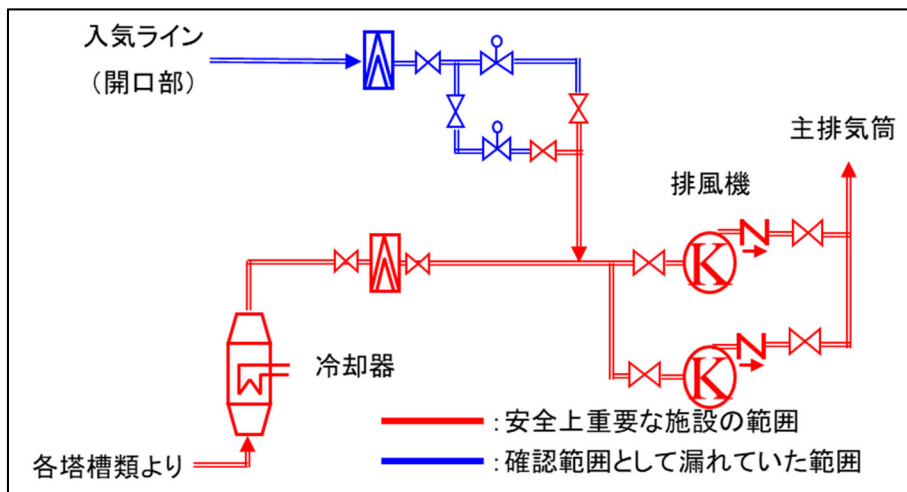 入気ライン
（開口部）
主排気筒
排風機
K
冷却器
K
各塔槽類より
：安全上重要な施設の範囲
：確認範囲として漏れていた範囲